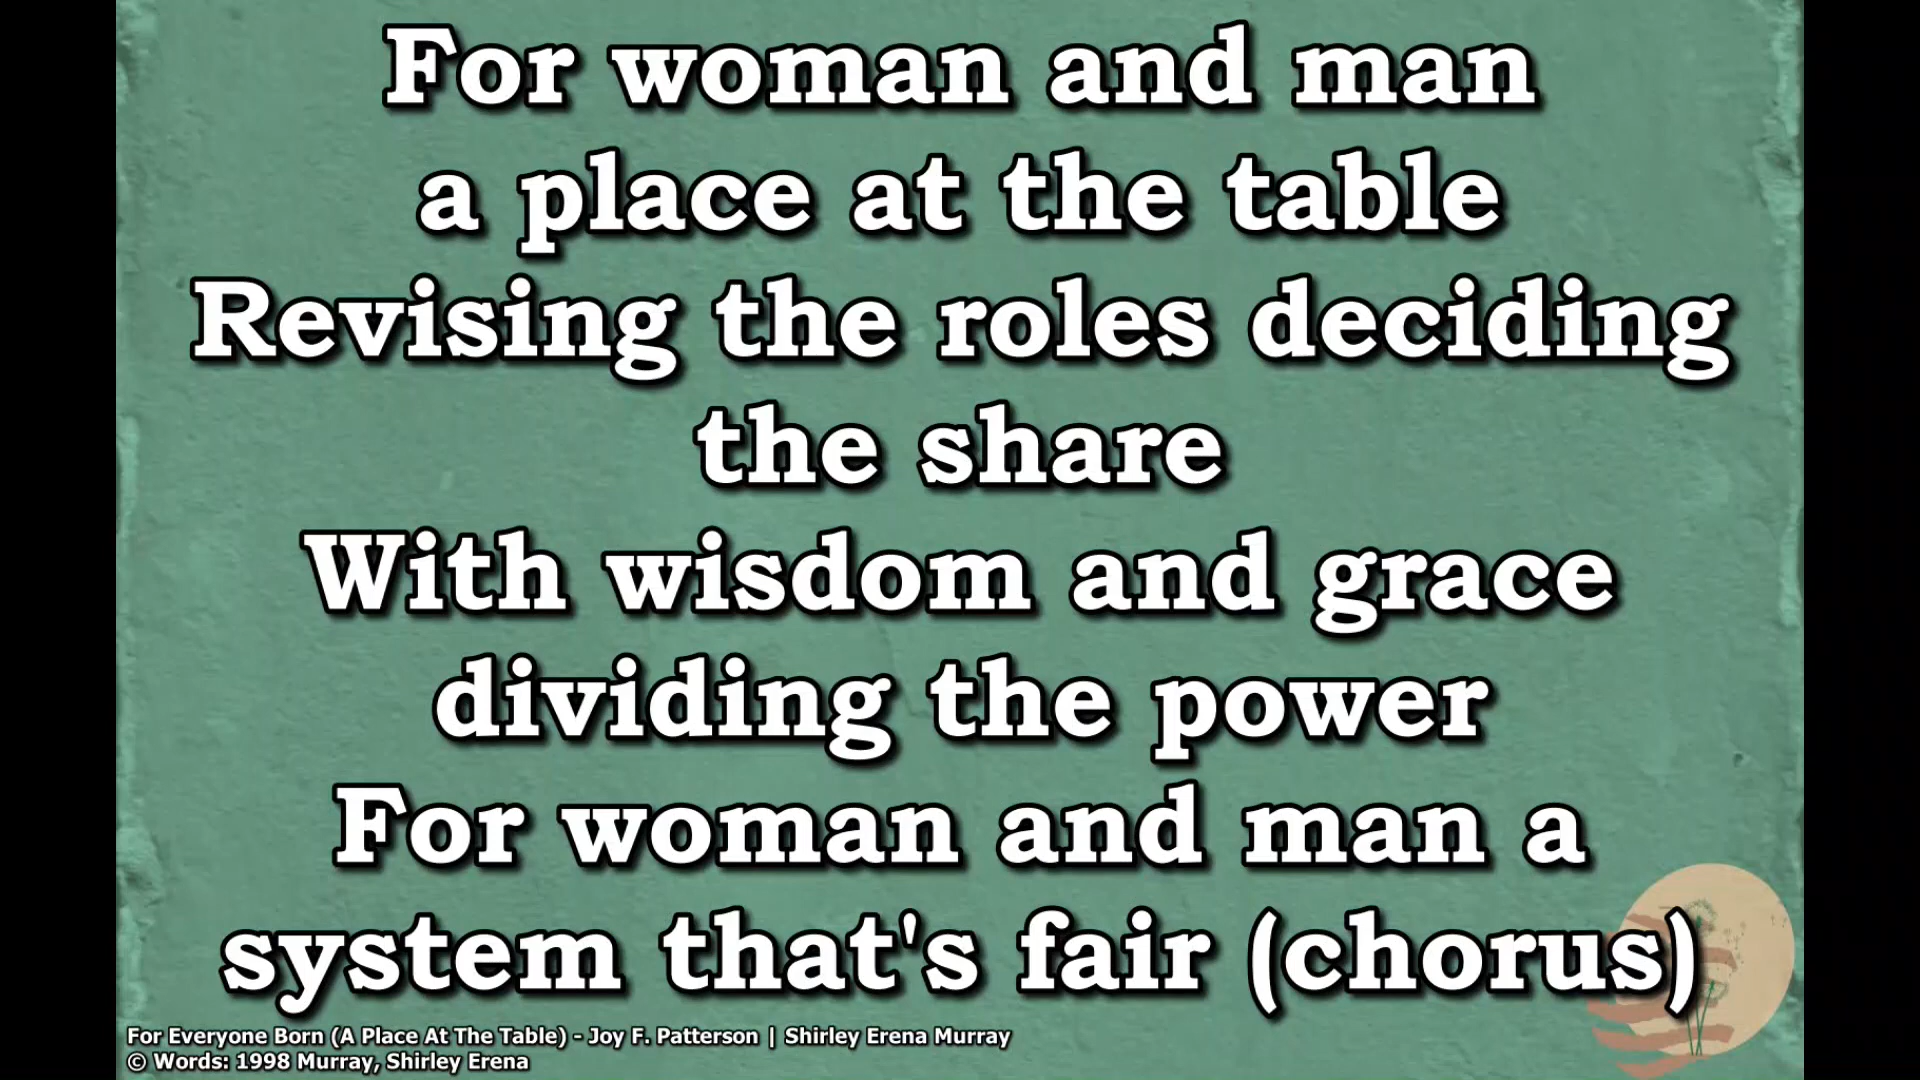 For woman and man
a place at the table
Revising the roles deciding
the share
With wisdom and grace
dividing the power
For woman and man a
system that's fair (chorus)
For Everyone Born (A Place At The Table) - Joy F. Patterson | Shirley Erena Murray
© Words: 1998 Murray, Shirley Erena